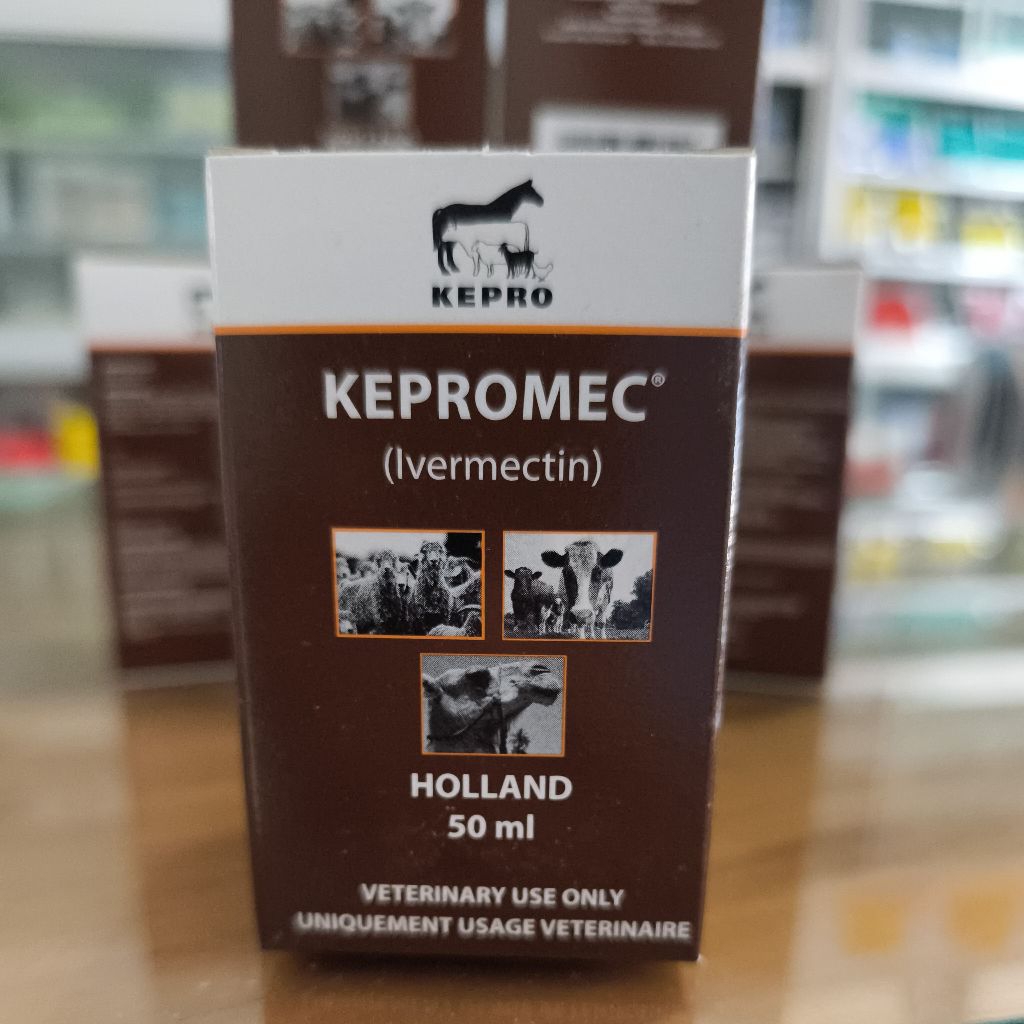 KEPRO
KEPROMEC®
(Ivermectin)
HOLLAND
50 ml
VETERINARY USE ONLY
UNIQUEMENT USAGE VETERINAIRE